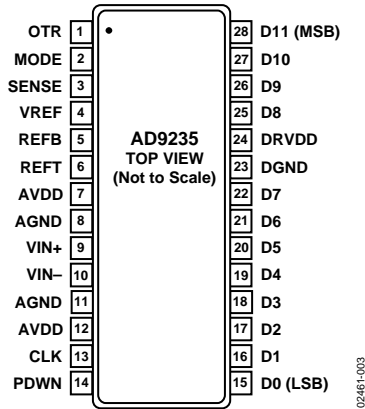 OTR 1 28 D11 (MSB)
MODE 2 27 D10
SENSE 3 26 D9
VREF 4 25 D8
REFB 5 AD9235 24 DRVDD
TOP VIEW
REFT 6 (Not to Scale) 23 DGND
AVDD 7 22 D7
AGND 8 21 D6
VIN+ 9 20 D5
VIN– 10 19 D4
AGND 11 18 D3
AVDD 12 17 D2
CLK 13 16 D1
PDWN 14 15 D0 (LSB)
02461-003